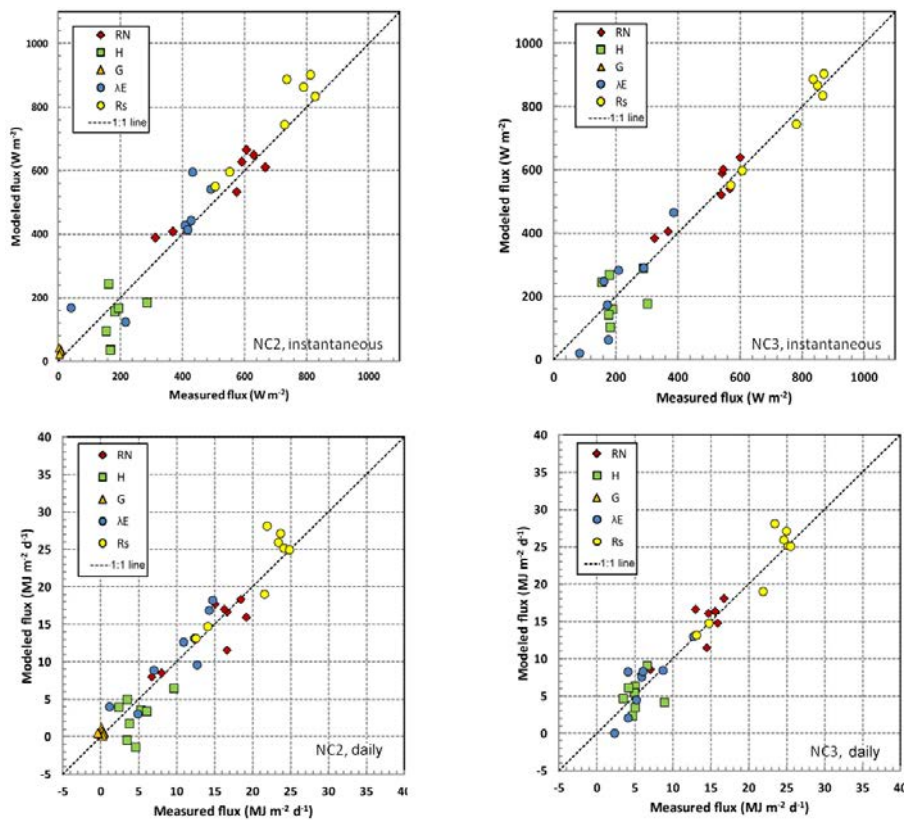 1100
1000
800
600
400
200
0
Modeled flux (W m⁻²)
RN
H
G
λE
Rs
1:1 line
NC2, instantaneous
0 200 400 600 800 1000
Measured flux (W m⁻²)
1100
1000
800
600
400
200
0
Modeled flux (W m⁻²)
RN
H
G
λE
Rs
1:1 line
NC3, instantaneous
0 200 400 600 800 1000
Measured flux (W m⁻²)
40
35
30
25
20
15
10
5
0
-5
Modeled flux (MJ m⁻² d⁻¹)
RN
H
G
λE
Rs
1:1 line
NC2, daily
-5 0 5 10 15 20 25 30 35 40
Measured flux (MJ m⁻² d⁻¹)
40
35
30
25
20
15
10
5
0
-5
Modeled flux (MJ m⁻² d⁻¹)
RN
H
G
λE
Rs
1:1 line
NC3, daily
-5 0 5 10 15 20 25 30 35 40
Measured flux (MJ m⁻² d⁻¹)